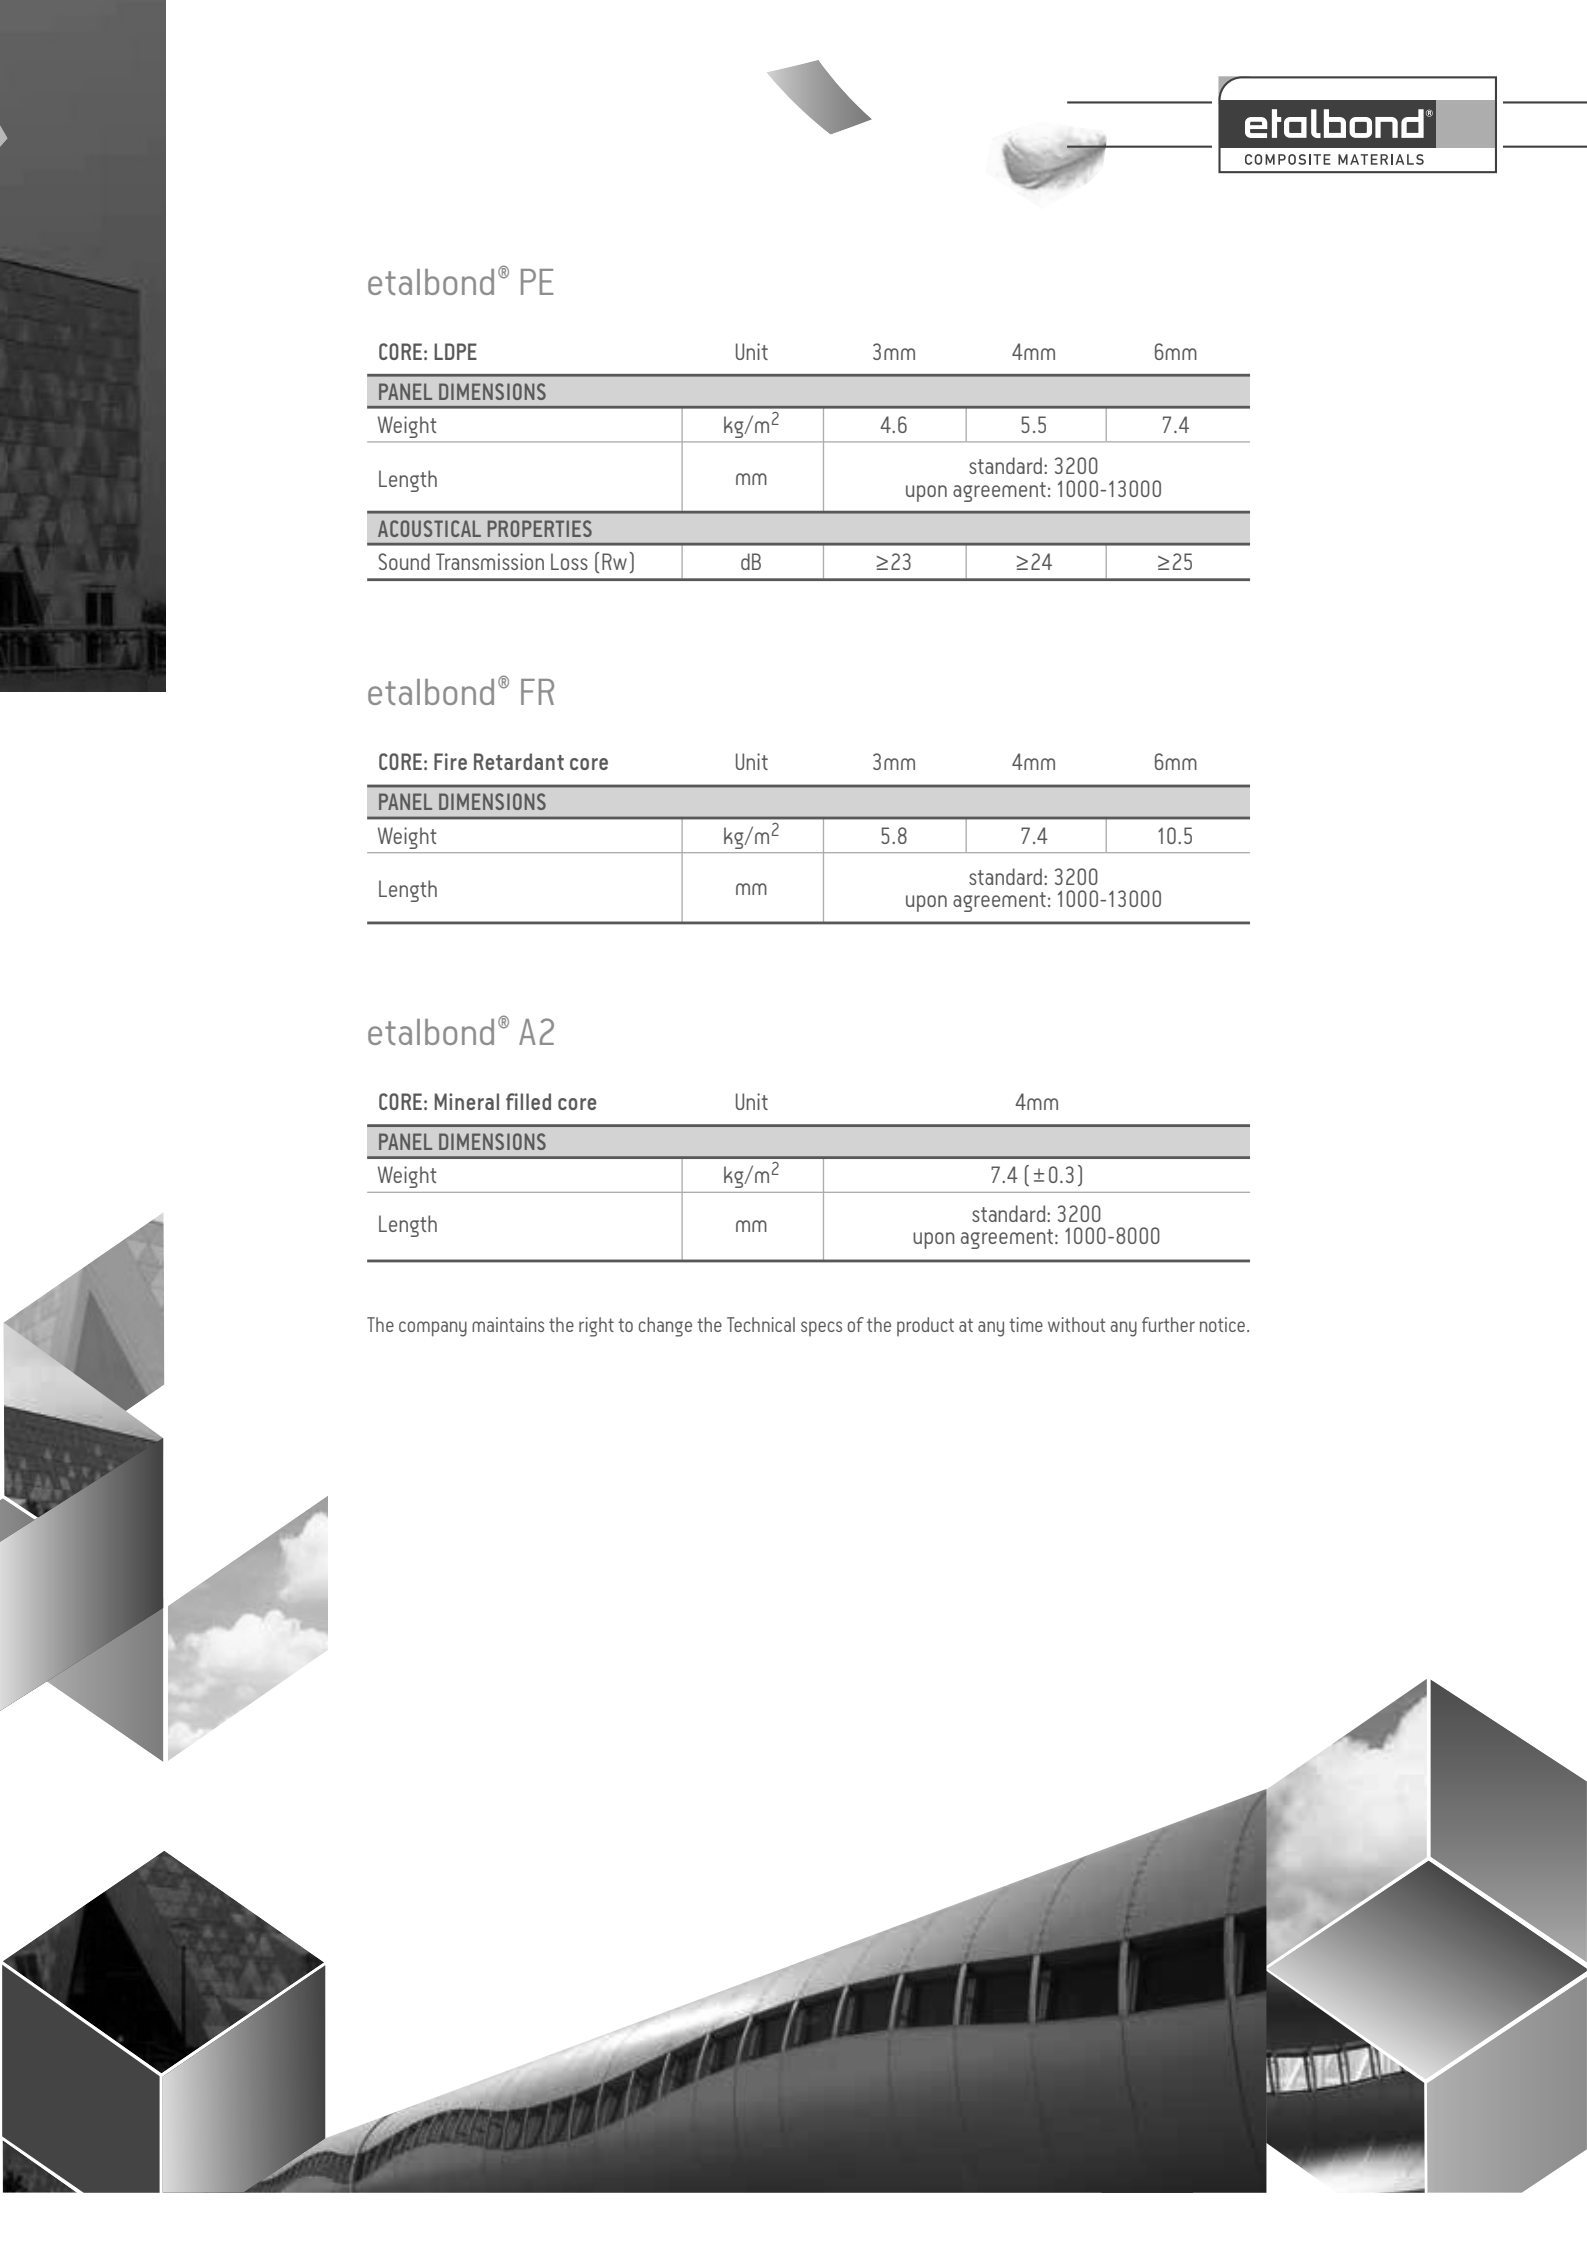 etalbond®
COMPOSITE MATERIALS
etalbond® PE
CORE: LDPE Unit 3mm 4mm 6mm
PANEL DIMENSIONS
Weight kg/m² 4.6 5.5 7.4
Length mm standard: 3200
upon agreement: 1000-13000
ACOUSTICAL PROPERTIES
Sound Transmission Loss (Rw) dB ≥23 ≥24 ≥25
etalbond® FR
CORE: Fire Retardant core Unit 3mm 4mm 6mm
PANEL DIMENSIONS
Weight kg/m² 5.8 7.4 10.5
Length mm standard: 3200
upon agreement: 1000-13000
etalbond® A2
CORE: Mineral filled core Unit 4mm
PANEL DIMENSIONS
Weight kg/m² 7.4 (±0.3)
Length mm standard: 3200
upon agreement: 1000-8000
The company maintains the right to change the Technical specs of the product at any time without any further notice.